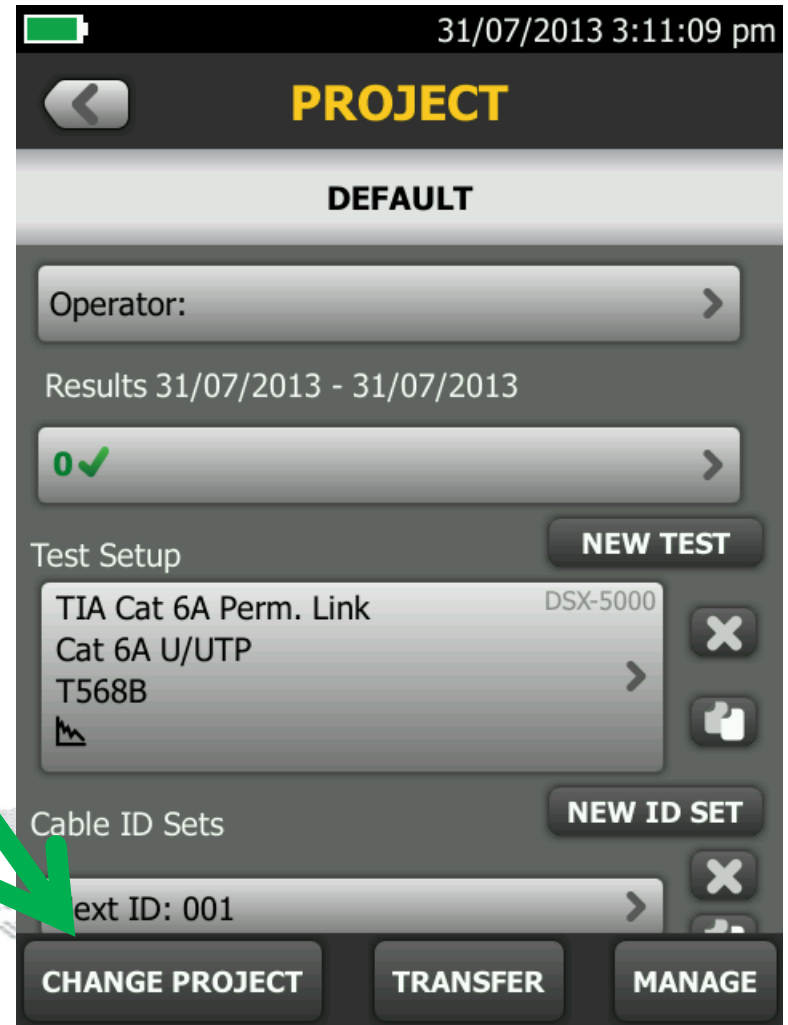 31/07/2013 3:11:09 pm
PROJECT
DEFAULT
Operator:
Results 31/07/2013 - 31/07/2013
0
NEW TEST
Test Setup
TIA Cat 6A Perm. Link
DSX-5000
Cat 6A U/UTP
T568B
NEW ID SET
Cable ID Sets
ext ID: 001
CHANGE PROJECT
TRANSFER
MANAGE